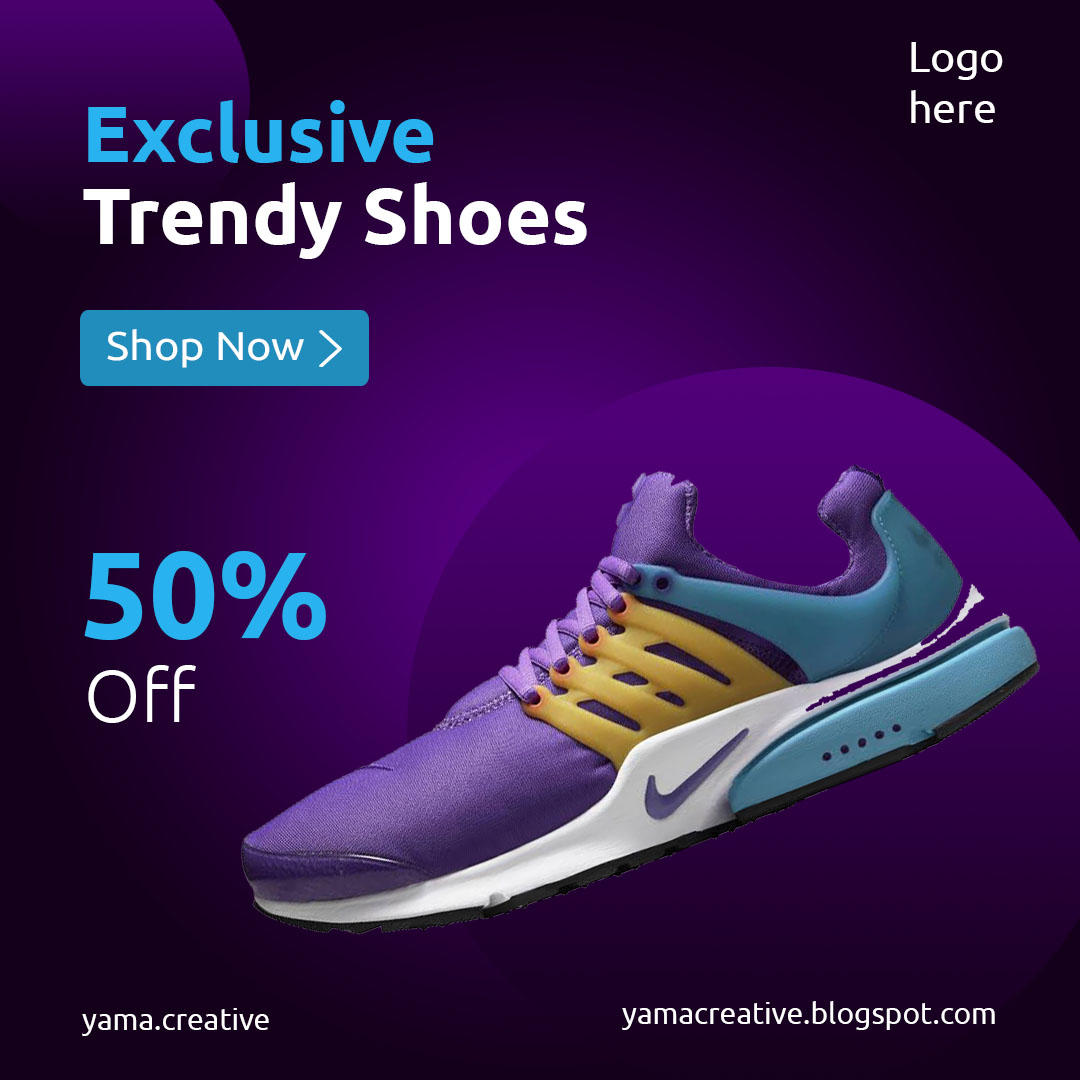 Logo
here
Exclusive
Trendy Shoes
Shop Now
50%
Off
yama.creative
yamacreative.blogspot.com